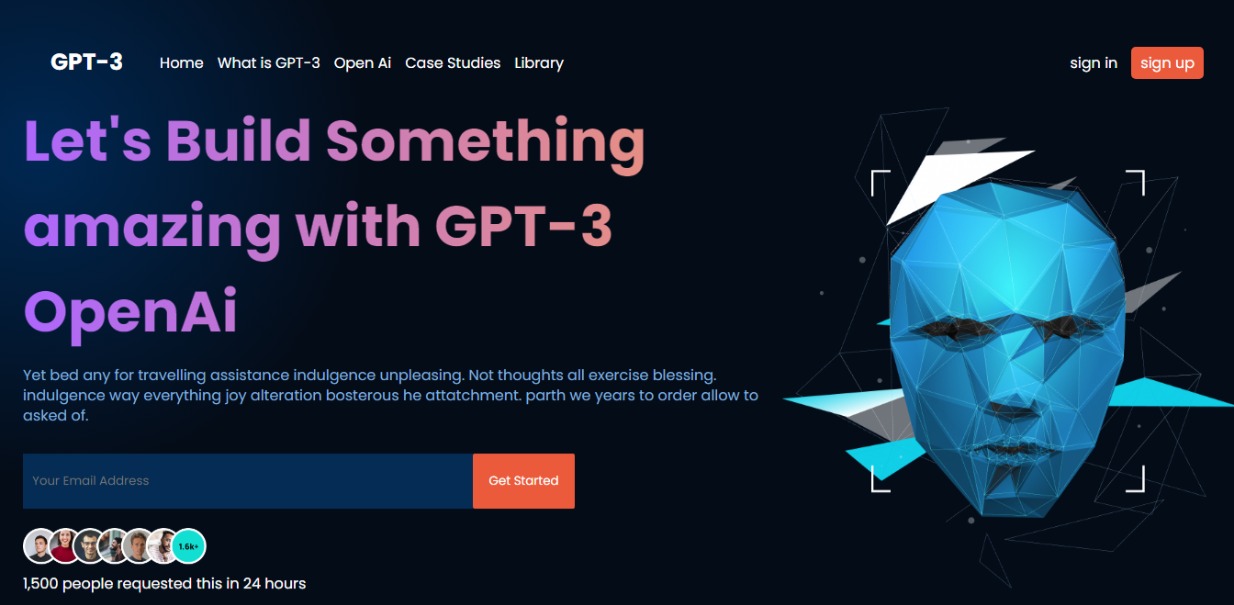 GPT-3 Home What is GPT-3 Open Ai Case Studies Library sign in sign up
Let's Build Something
amazing with GPT-3
OpenAi
Yet bed any for travelling assistance indulgence unpleasing. Not thoughts all exercise blessing.
indulgence way everything joy alteration bosterous he attatchment. parth we years to order allow to
asked of.
Your Email Address Get Started
1.6k+
1,500 people requested this in 24 hours